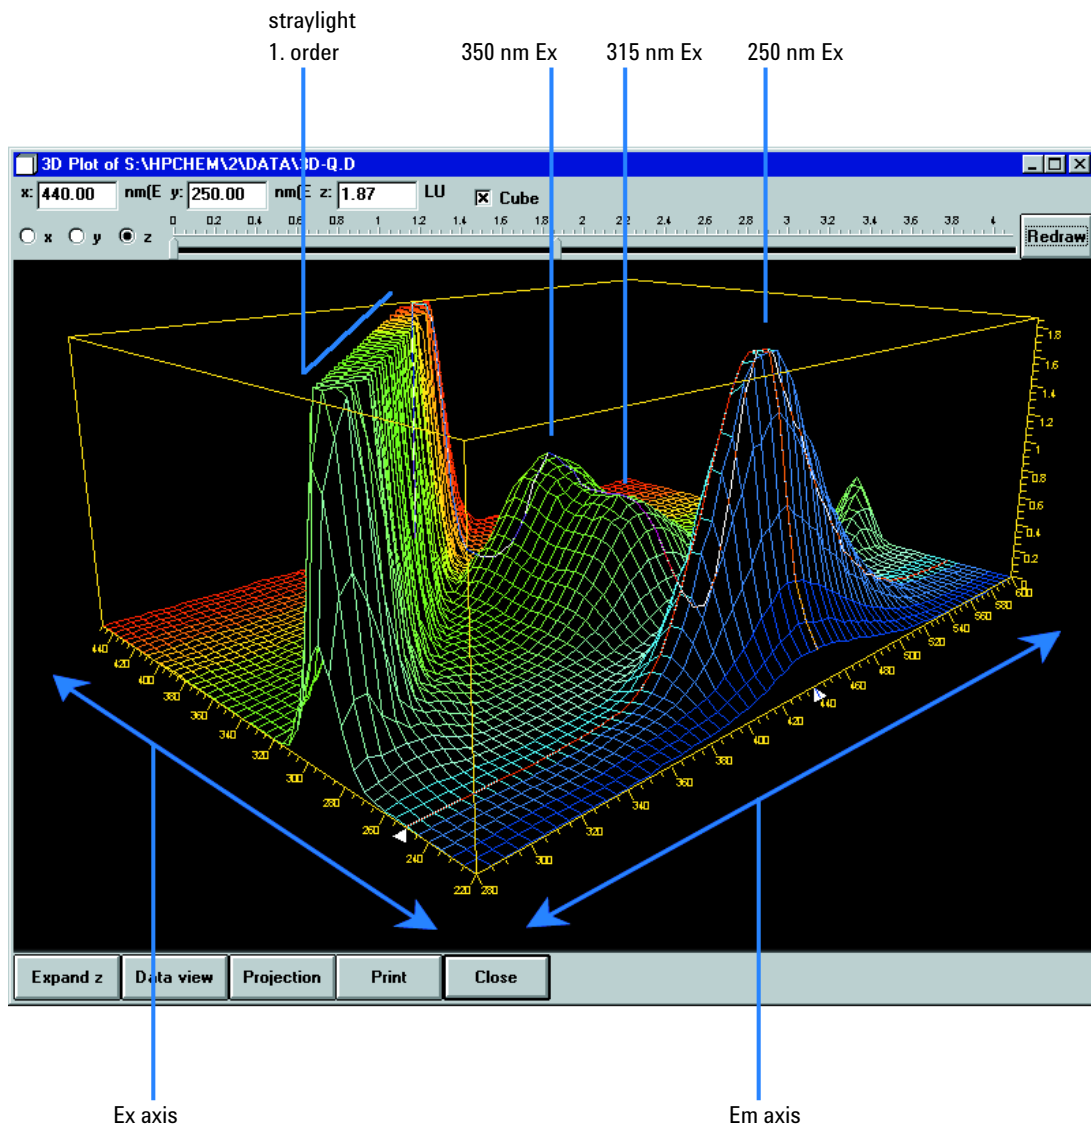 straylight
1. order
350 nm Ex
315 nm Ex
250 nm Ex
3D Plot of S:\HPCHEM\2\DATA\3D-Q.D
x: 440.00 nm(E y: 250.00 nm(E z: 1.87 LU Cube
0 0.2 0.4 0.6 0.8 1 1.2 1.4 1.6 1.8 2 2.2 2.4 2.6 2.8 3 3.2 3.4 3.6 3.8 4
x y z
Redraw
1.8
1.6
1.4
1.2
1
0.8
0.6
0.4
0.2
0
440 420 400 380 360 340 320 300 280 260 240 220
280 300 320 340 360 380 400 420 440 460 480 500 520 540 560 580 600
Expand z Data view Projection Print Close
Ex axis
Em axis